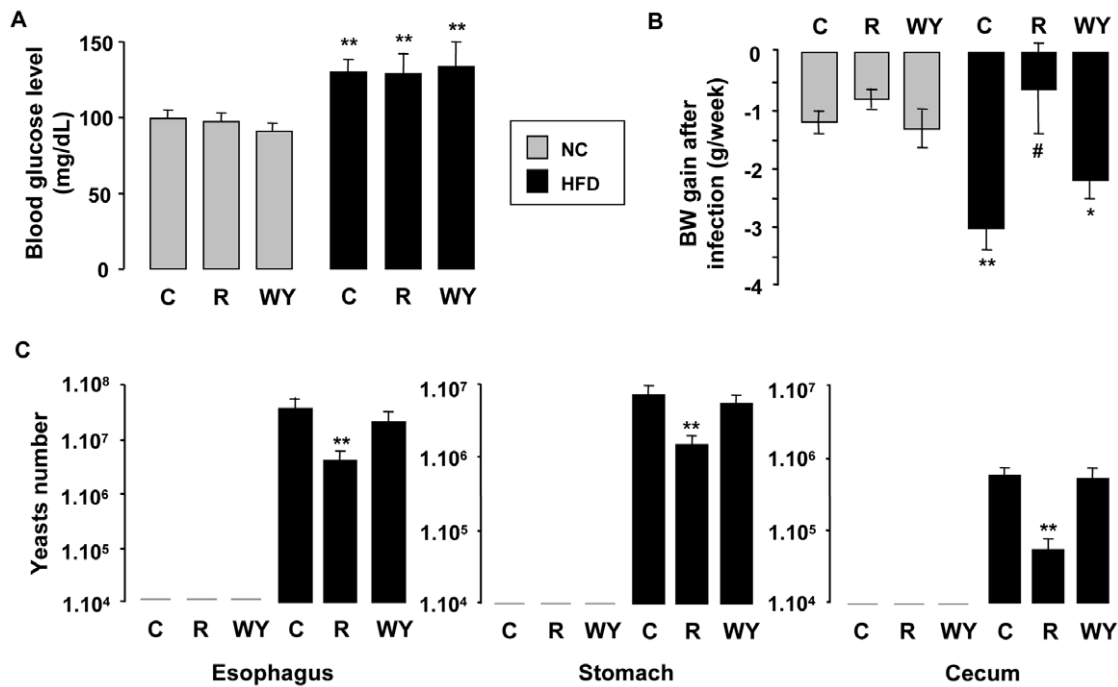 A
Blood glucose level
(mg/dL)
150
100
50
0
** ** **
C R WY C R WY
NC
HFD
B
C R WY C R WY
BW gain after
infection (g/week)
0
-1
-2
-3
-4
**
#
*
C
Yeasts number
1.10⁸
1.10⁷
1.10⁶
1.10⁵
1.10⁴
**
C R WY C R WY
Esophagus
1.10⁷
1.10⁶
1.10⁵
1.10⁴
**
C R WY C R WY
Stomach
1.10⁷
1.10⁶
1.10⁵
1.10⁴
**
C R WY C R WY
Cecum